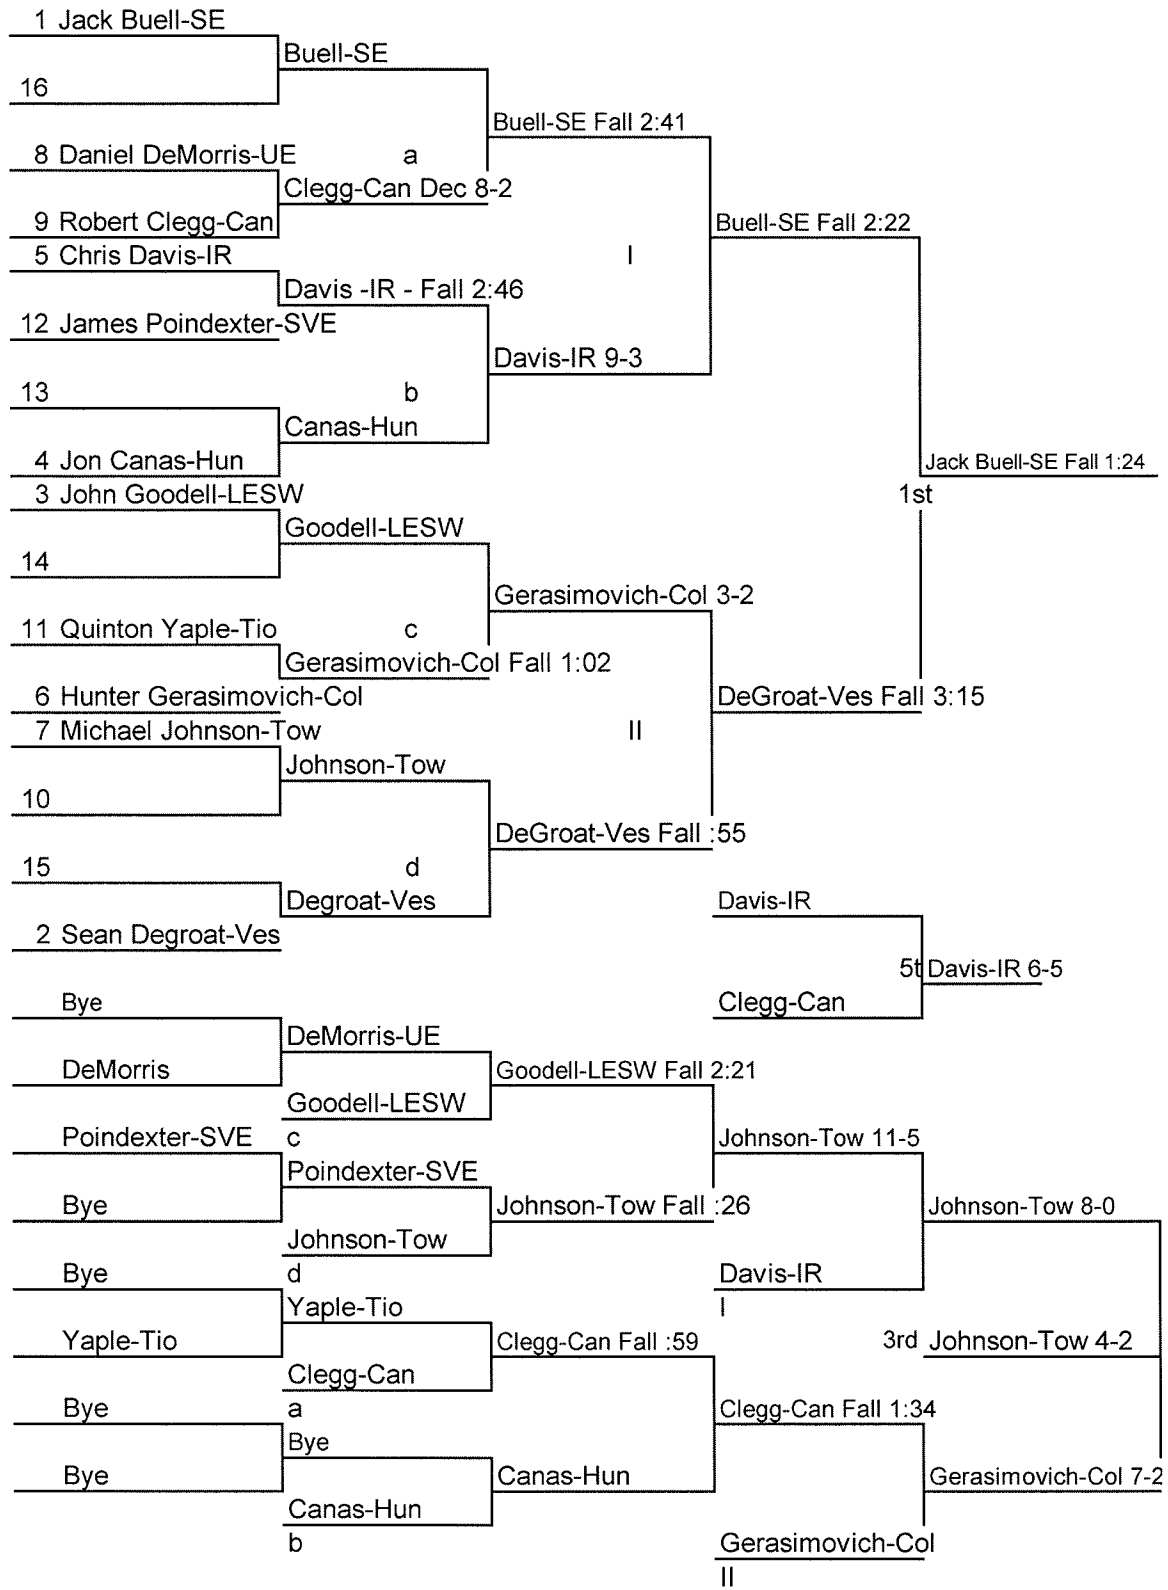 1 Jack Buell-SE
Buell-SE
16
Buell-SE Fall 2:41
8 Daniel DeMorris-UE
a
Clegg-Can Dec 8-2
9 Robert Clegg-Can
Buell-SE Fall 2:22
5 Chris Davis-IR
I
Davis -IR - Fall 2:46
12 James Poindexter-SVE
Davis-IR 9-3
13
b
Canas-Hun
4 Jon Canas-Hun
Jack Buell-SE Fall 1:24
3 John Goodell-LESW
1st
Goodell-LESW
14
Gerasimovich-Col 3-2
11 Quinton Yaple-Tio
c
Gerasimovich-Col Fall 1:02
6 Hunter Gerasimovich-Col
DeGroat-Ves Fall 3:15
7 Michael Johnson-Tow
II
Johnson-Tow
10
DeGroat-Ves Fall :55
15
d
Degroat-Ves
Davis-IR
2 Sean Degroat-Ves
5t Davis-IR 6-5
Bye
Clegg-Can
DeMorris-UE
DeMorris
Goodell-LESW Fall 2:21
Goodell-LESW
Poindexter-SVE
c
Johnson-Tow 11-5
Poindexter-SVE
Bye
Johnson-Tow Fall :26
Johnson-Tow 8-0
Johnson-Tow
Bye
d
Davis-IR
I
Yaple-Tio
Yaple-Tio
Clegg-Can Fall :59
3rd Johnson-Tow 4-2
Clegg-Can
Bye
a
Clegg-Can Fall 1:34
Bye
Bye
Canas-Hun
Gerasimovich-Col 7-2
Canas-Hun
b
Gerasimovich-Col
II